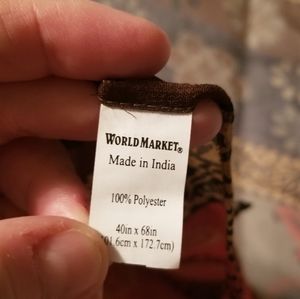 WORLD MARKET®
Made in India
100% Polyester
40in x 68in
01.6cm x 172.7cm)